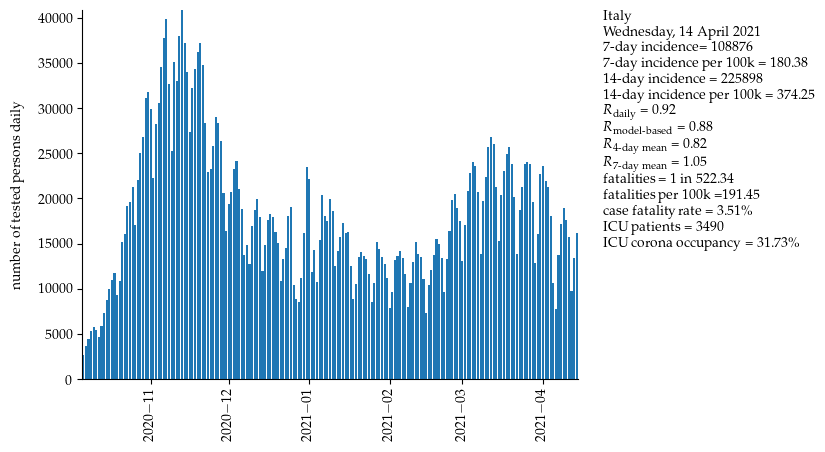 Italy
Wednesday, 14 April 2021
7-day incidence= 108876
7-day incidence per 100k = 180.38
14-day incidence = 225898
14-day incidence per 100k = 374.25
R daily = 0.92
R model-based = 0.88
R 4-day mean = 0.82
R 7-day mean = 1.05
fatalities = 1 in 522.34
fatalities per 100k =191.45
case fatality rate = 3.51%
ICU patients = 3490
ICU corona occupancy = 31.73%
number of tested persons daily
40000
35000
30000
25000
20000
15000
10000
5000
0
2020−11
2020−12
2021−01
2021−02
2021−03
2021−04